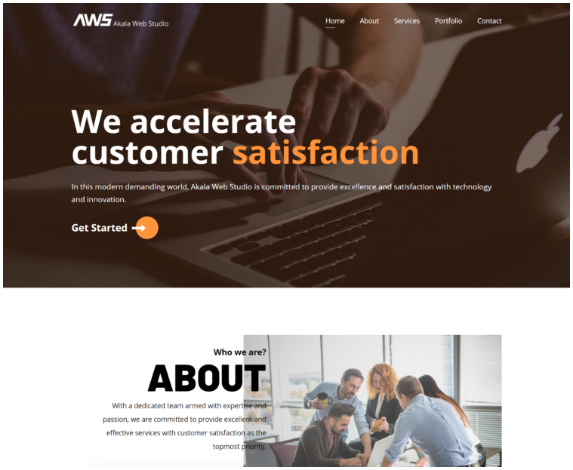 AWS Akala Web Studio
Home About Services Portfolio Contact
We accelerate
customer satisfaction
In this modern demanding world, Akala Web Studio is committed to provide excellence and satisfaction with technology
and innovation.
Get Started
Who we are?
ABOUT
With a dedicated team armed with expertise and
passion, we are committed to provide excellent and
effective services with customer satisfaction as the
topmost priority.